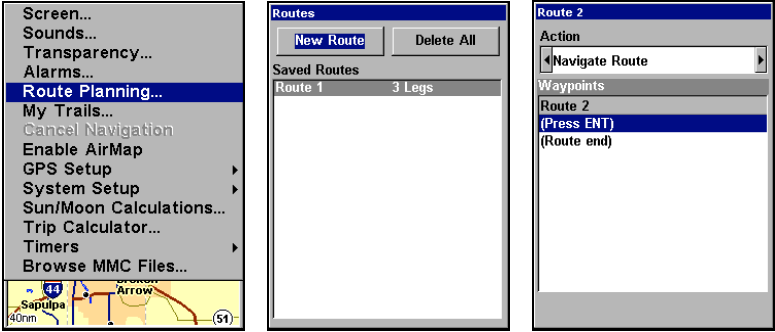 Screen...
Sounds...
Transparency...
Alarms...
Route Planning...
My Trails...
Cancel Navigation
Enable AirMap
GPS Setup
System Setup
Sun/Moon Calculations...
Trip Calculator...
Timers
Browse MMC Files...
Broken
44
Arrow
Sapulpa
40nm
51
Routes
New Route Delete All
Saved Routes
Route 1 3 Legs
Route 2
Action
Navigate Route
Waypoints
Route 2
(Press ENT)
(Route end)